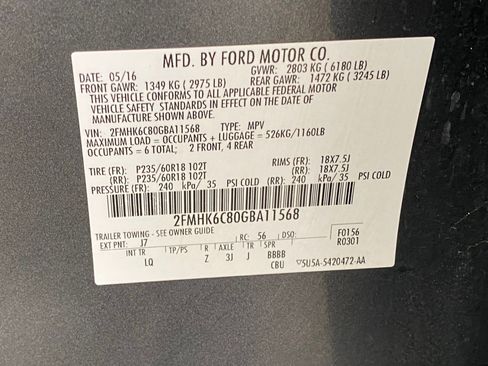 MFD. BY FORD MOTOR CO.
DATE: 05/16 GVWR: 2803 KG ( 6180 LB)
FRONT GAWR: 1349 KG ( 2975 LB) REAR GAWR: 1472 KG ( 3245 LB)
THIS VEHICLE CONFORMS TO ALL APPLICABLE FEDERAL MOTOR
VEHICLE SAFETY STANDARDS IN EFFECT ON THE DATE OF
MANUFACTURE SHOWN ABOVE.
VIN: 2FMHK6C80GBA11568 TYPE: MPV
MAXIMUM LOAD = OCCUPANTS + LUGGAGE = 526KG/1160LB
OCCUPANTS = 6 TOTAL; 2 FRONT, 4 REAR
TIRE (FR): P235/60R18 102T RIMS (FR): 18X7.5J
(RR): P235/60R18 102T (RR): 18X7.5J
PRESSURE (FR): 240 kPA/ 35 PSI COLD (RR): 240 kPA/ 35 PSI COLD
2FMHK6C80GBA11568
TRAILER TOWING - SEE OWNER GUIDE
EXT PNT: J7 RC: 56 DSO: F0156
R0301
INT TR TP/PS R AXLE TR SPR
LQ Z 3J J BBBB
CBU ▽5U5A-5420472-AA